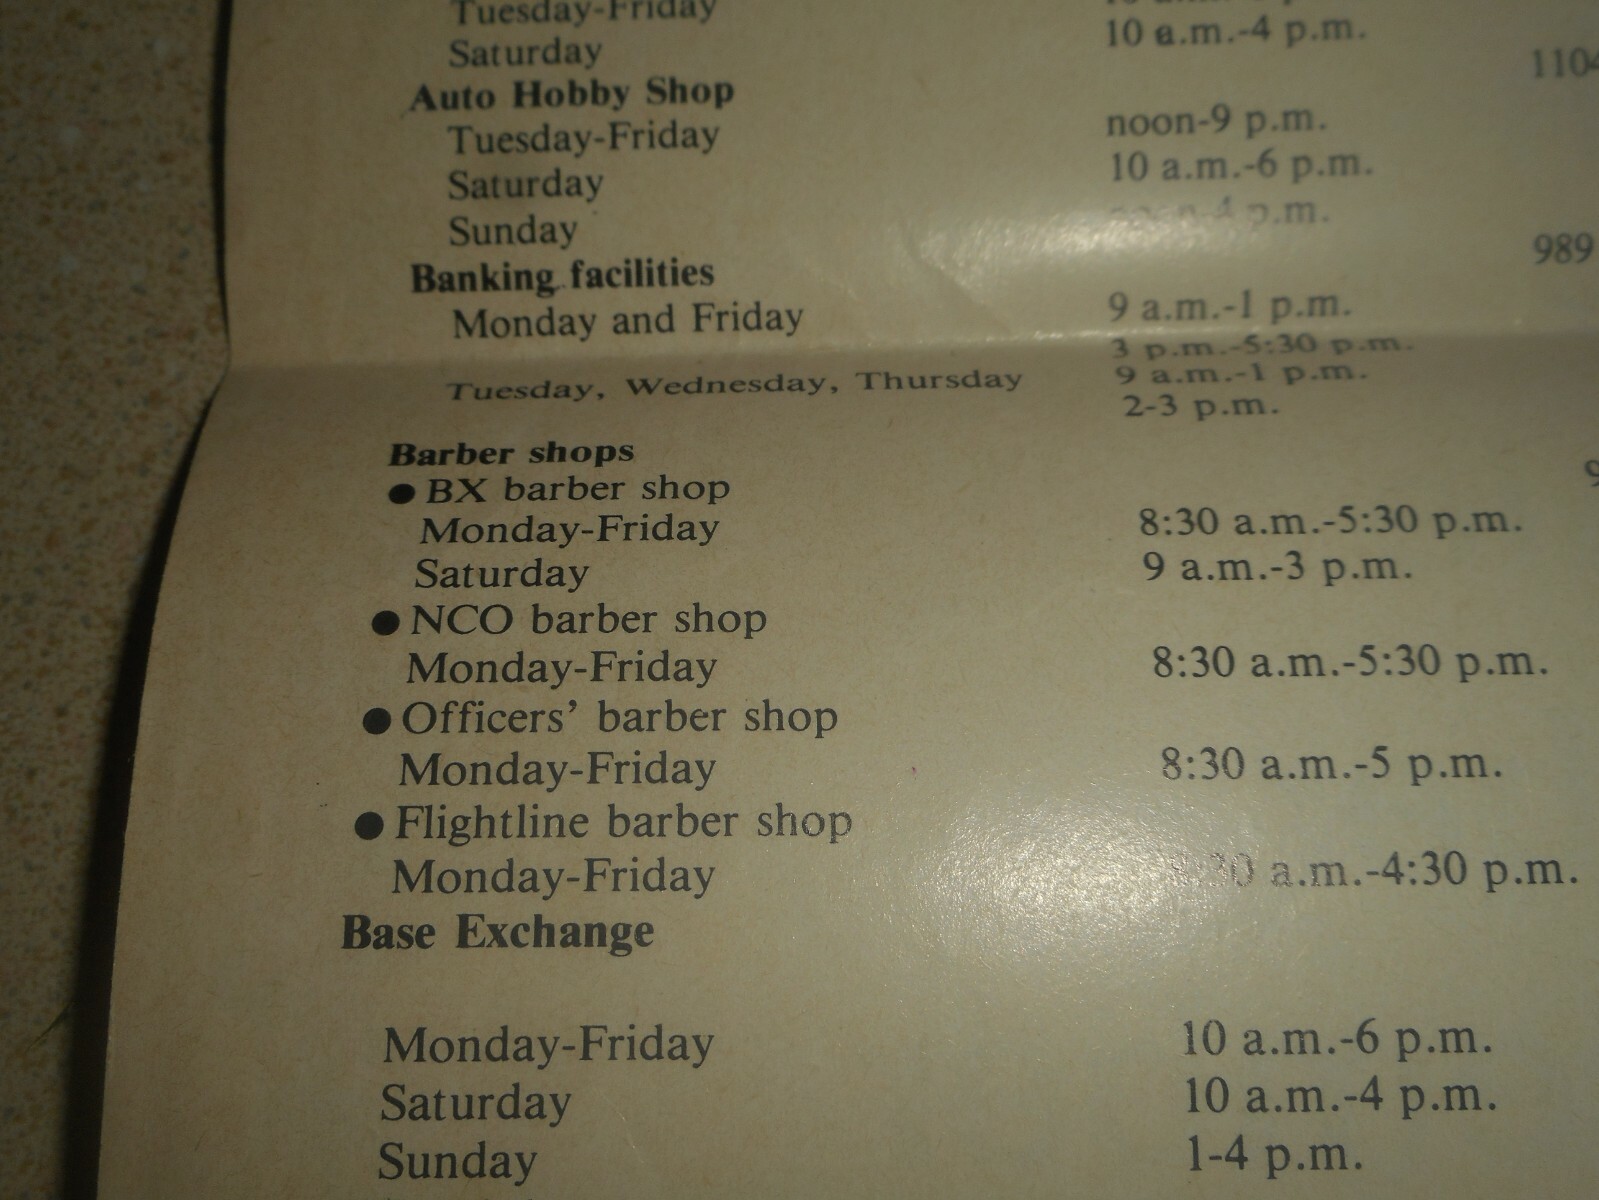 Tuesday-Friday
Saturday 10 a.m.-4 p.m.
1104
Auto Hobby Shop
Tuesday-Friday noon-9 p.m.
Saturday 10 a.m.-6 p.m.
Sunday noon-4 p.m.
989
Banking facilities
Monday and Friday 9 a.m.-1 p.m.
3 p.m.-5:30 p.m.
Tuesday, Wednesday, Thursday 9 a.m.-1 p.m.
2-3 p.m.
Barber shops
● BX barber shop
Monday-Friday 8:30 a.m.-5:30 p.m.
Saturday 9 a.m.-3 p.m.
● NCO barber shop
Monday-Friday 8:30 a.m.-5:30 p.m.
● Officers’ barber shop
Monday-Friday 8:30 a.m.-5 p.m.
● Flightline barber shop
Monday-Friday a.m.-4:30 p.m.
Base Exchange
Monday-Friday 10 a.m.-6 p.m.
Saturday 10 a.m.-4 p.m.
Sunday 1-4 p.m.